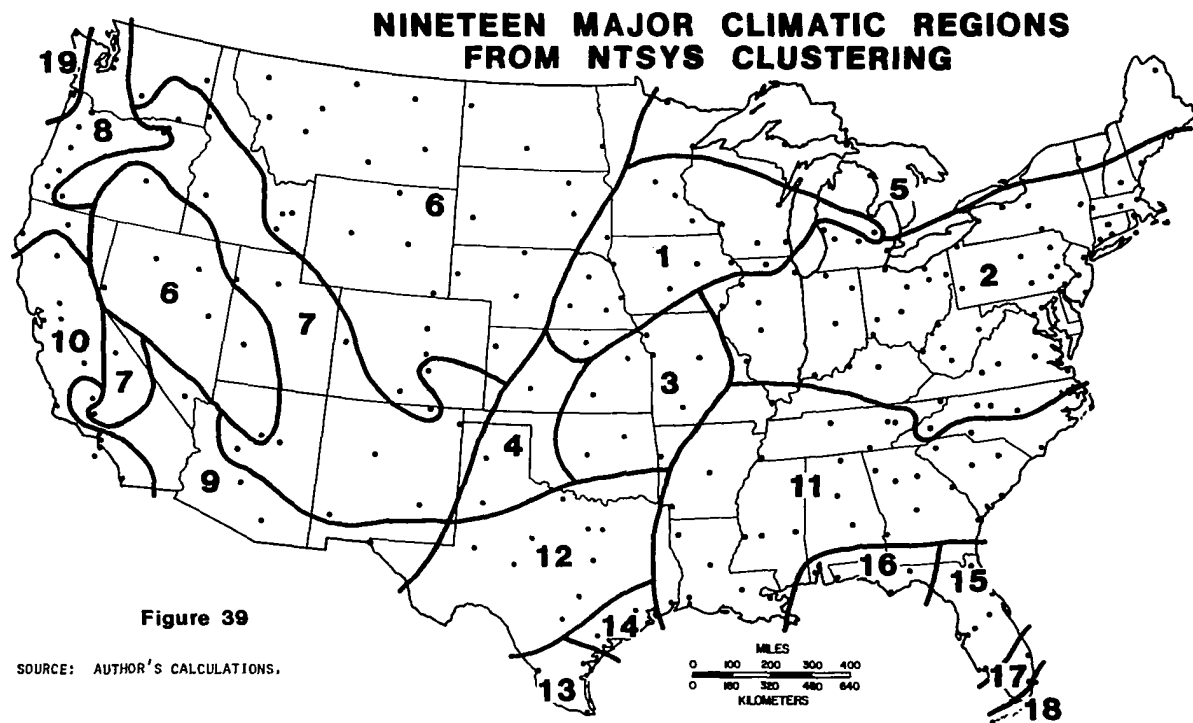 NINETEEN MAJOR CLIMATIC REGIONS
FROM NTSYS CLUSTERING
19
8
6
5
1
6
2
7
10
7
3
4
9
11
12
16
15
14
17
13
18
Figure 39
SOURCE: AUTHOR'S CALCULATIONS.
MILES
0 100 200 300 400
0 160 320 480 640
KILOMETERS